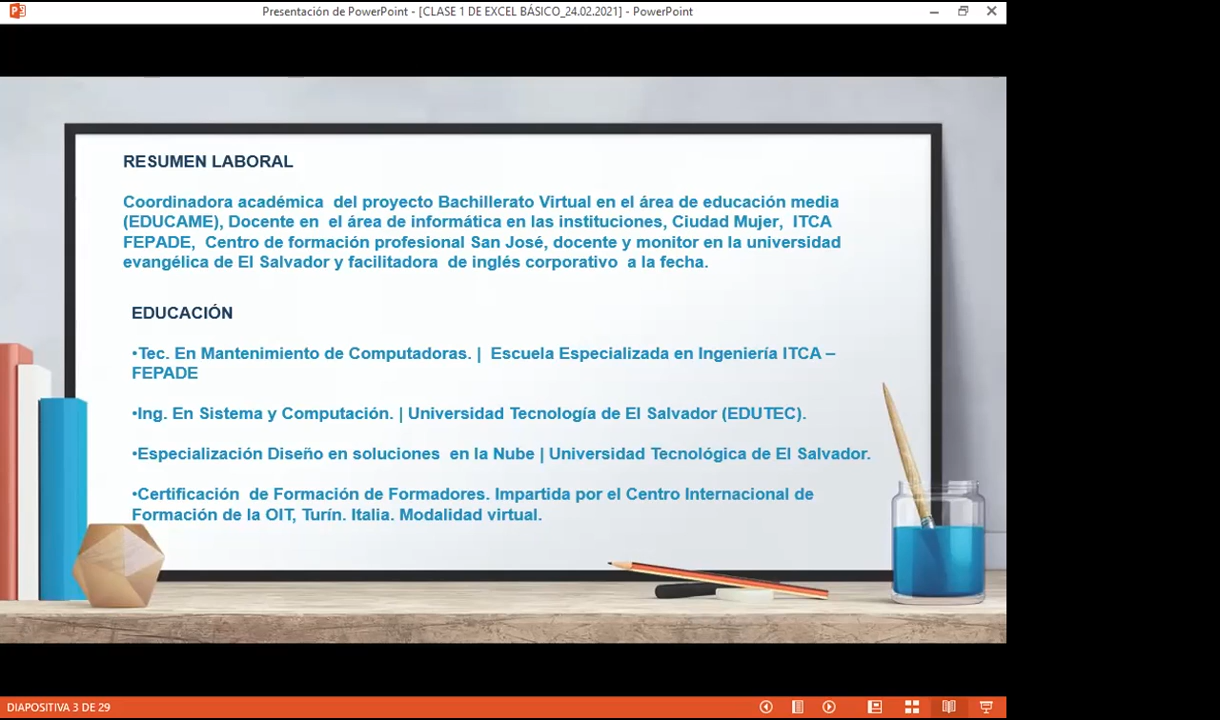 Presentación de PowerPoint - [CLASE 1 DE EXCEL BÁSICO_24.02.2021] - PowerPoint
RESUMEN LABORAL
Coordinadora académica  del proyecto Bachillerato Virtual en el área de educación media
(EDUCAME), Docente en  el área de informática en las instituciones, Ciudad Mujer,  ITCA
FEPADE,  Centro de formación profesional San José, docente y monitor en la universidad
evangélica de El Salvador y facilitadora  de inglés corporativo  a la fecha.
EDUCACIÓN
•Tec. En Mantenimiento de Computadoras. |  Escuela Especializada en Ingeniería ITCA –
FEPADE
•Ing. En Sistema y Computación. | Universidad Tecnología de El Salvador (EDUTEC).
•Especialización Diseño en soluciones  en la Nube | Universidad Tecnológica de El Salvador.
•Certificación  de Formación de Formadores. Impartida por el Centro Internacional de
Formación de la OIT, Turín. Italia. Modalidad virtual.
DIAPOSITIVA 3 DE 29